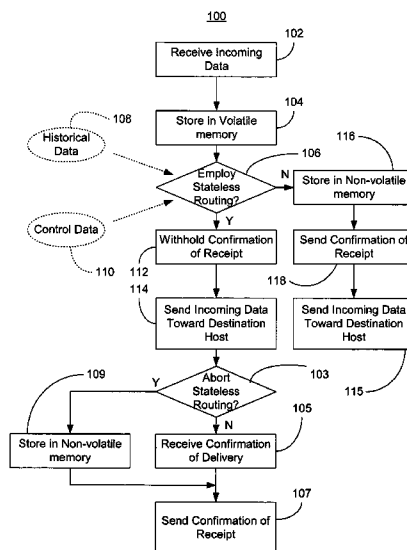 100
102
Receive Incoming
Data
108
104
Historical
Data
Store in Volatile
memory
116
106
Employ
Stateless
Routing?
N
Store in Non-volatile
memory
Control Data
Y
110
112
Withhold Confirmation
of Receipt
Send Confirmation of
Receipt
114
118
Send Incoming Data
Toward Destination
Host
Send Incoming Data
Toward Destination
Host
103
115
Y
Abort
Stateless
Routing?
109
N
105
Store in Non-volatile
memory
Receive Confirmation
of Delivery
107
Send Confirmation of
Receipt